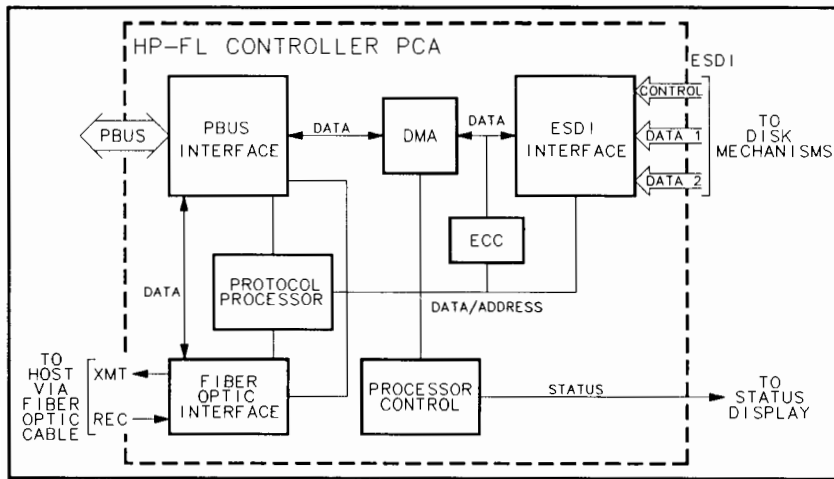 HP-FL CONTROLLER PCA
ESDI
CONTROL
PBUS
PBUS
INTERFACE
DATA
DMA
DATA
ESDI
INTERFACE
DATA 1
DATA 2
TO
DISK
MECHANISMS
ECC
DATA
PROTOCOL
PROCESSOR
DATA/ADDRESS
TO
HOST
VIA
FIBER
OPTIC
CABLE
XMT
REC
FIBER
OPTIC
INTERFACE
PROCESSOR
CONTROL
STATUS
TO
STATUS
DISPLAY